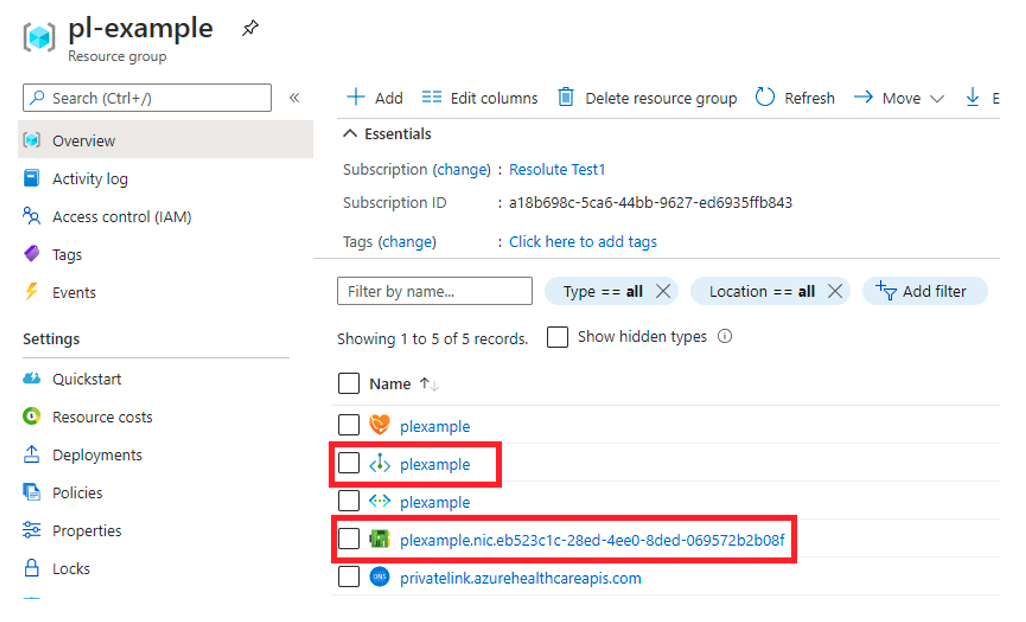 pl-example
Resource group
Search (Ctrl+/)
«
Overview
Activity log
Access control (IAM)
Tags
Events
Settings
Quickstart
Resource costs
Deployments
Policies
Properties
Locks
Add Edit columns Delete resource group Refresh Move E
Essentials
Subscription (change) : Resolute Test1
Subscription ID : a18b698c-5ca6-44bb-9627-ed6935ffb843
Tags (change) : Click here to add tags
Filter by name... Type == all Location == all Add filter
Showing 1 to 5 of 5 records. Show hidden types
Name ↑↓
plexample
plexample
plexample
plexample.nic.eb523c1c-28ed-4ee0-8ded-069572b2b08f
DNS privatelink.azurehealthcareapis.com